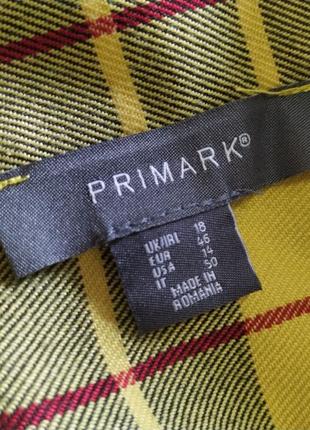 PRIMARK®
UK/IRL 18
EUR 46
USA 14
IT 50
MADE IN
ROMANIA